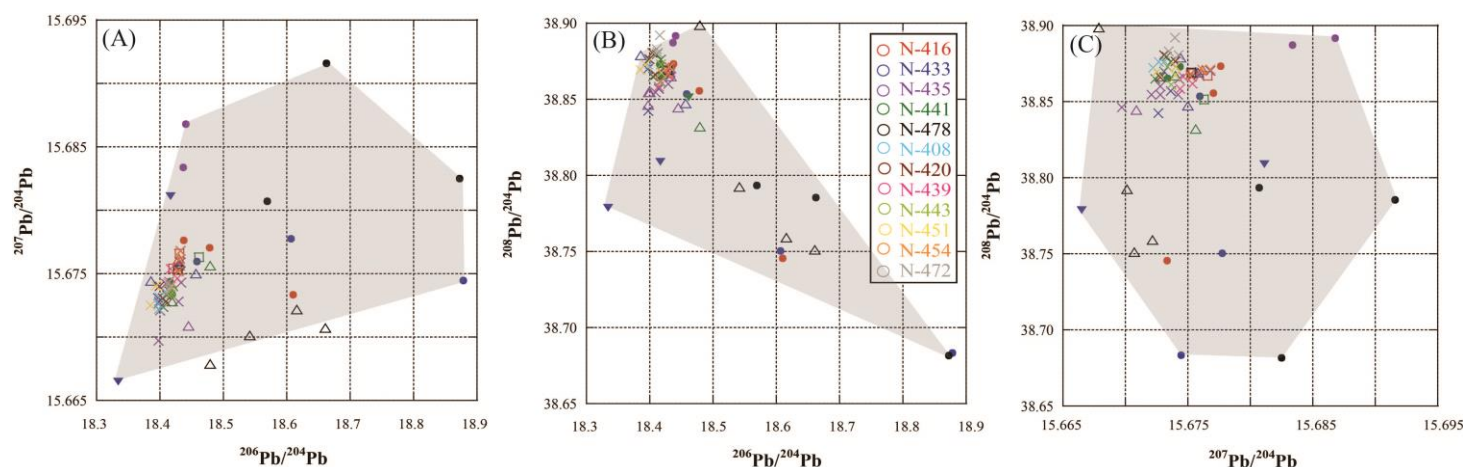 (A)
15.695
15.685
15.675
15.665
207Pb/204Pb
18.3 18.4 18.5 18.6 18.7 18.8 18.9
206Pb/204Pb
(B)
38.90
38.85
38.80
38.75
38.70
38.65
208Pb/204Pb
18.3 18.4 18.5 18.6 18.7 18.8 18.9
206Pb/204Pb
N-416
N-433
N-435
N-441
N-478
N-408
N-420
N-439
N-443
N-451
N-454
N-472
(C)
38.90
38.85
38.80
38.75
38.70
38.65
208Pb/204Pb
15.665 15.675 15.685 15.695
207Pb/204Pb